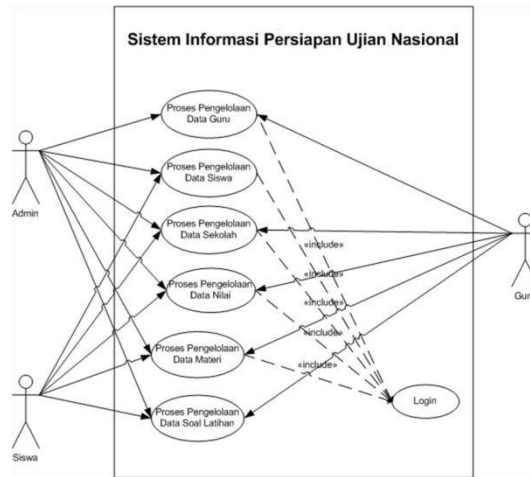 Sistem Informasi Persiapan Ujian Nasional
Proses Pengelolaan
Data Guru
Admin
Proses Pengelolaan
Data Siswa
Proses Pengelolaan
Data Sekolah
«include»
Gur
Proses Pengelolaan
Data Nilai
«include»
«include»
«include»
Proses Pengelolaan
Data Materi
«include»
Proses Pengelolaan
Data Soal Latihan
Login
Siswa